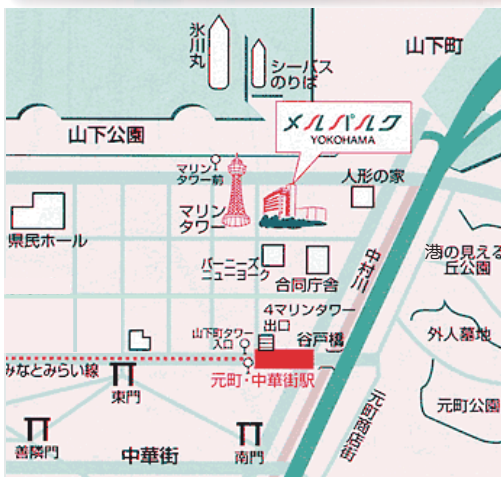 氷川丸
シーバス
のりば
山下町
山下公園
メルパルク
YOKOHAMA
マリン
タワー前
人形の家
マリン
タワー
県民ホール
バーニーズ
ニューヨーク
合同庁舎
中村川
港の見える
丘公園
4マリンタワー
出口
山下町タワー
入口
谷戸橋
外人墓地
みなとみらい線
元町・中華街駅
東門
元町商店街
元町公園
善隣門
中華街
南門